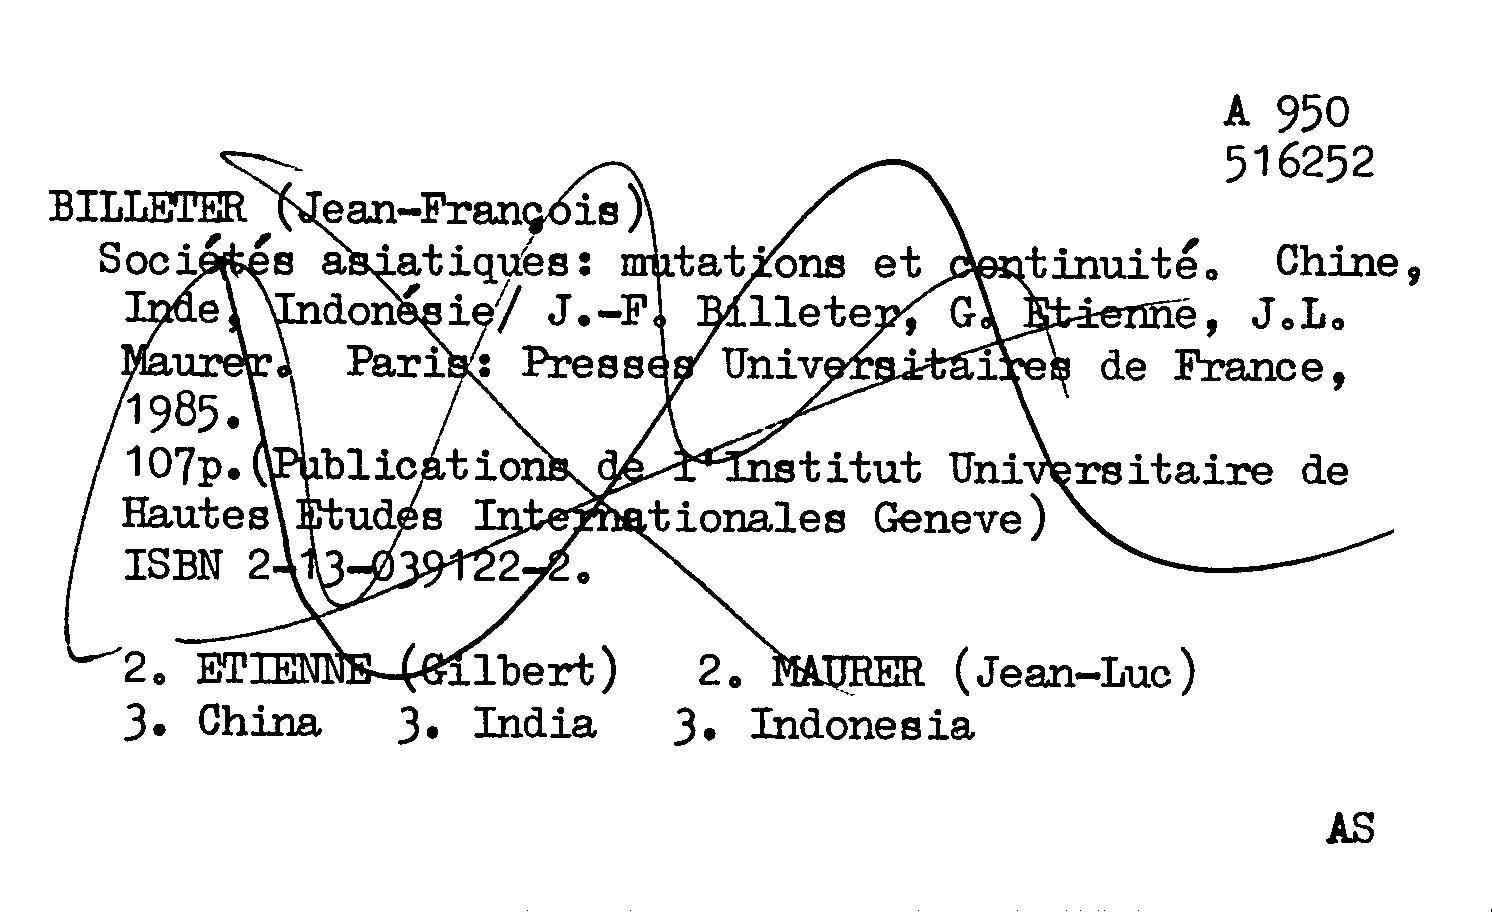 A 950
516252
BILLETER (Jean-François)
Sociétés asiatiques: mutations et continuité. Chine,
Inde, Indonésie/ J.-F. Billeter, G. Etienne, J.L.
Maurer. Paris: Presses Universitaires de France,
1985.
107p.(Publications de l'Institut Universitaire de
Hautes Etudes Internationales Geneve)
ISBN 2-13-039122-2.
2. ETIENNE (Gilbert) 2. MAURER (Jean-Luc)
3. China 3. India 3. Indonesia
AS